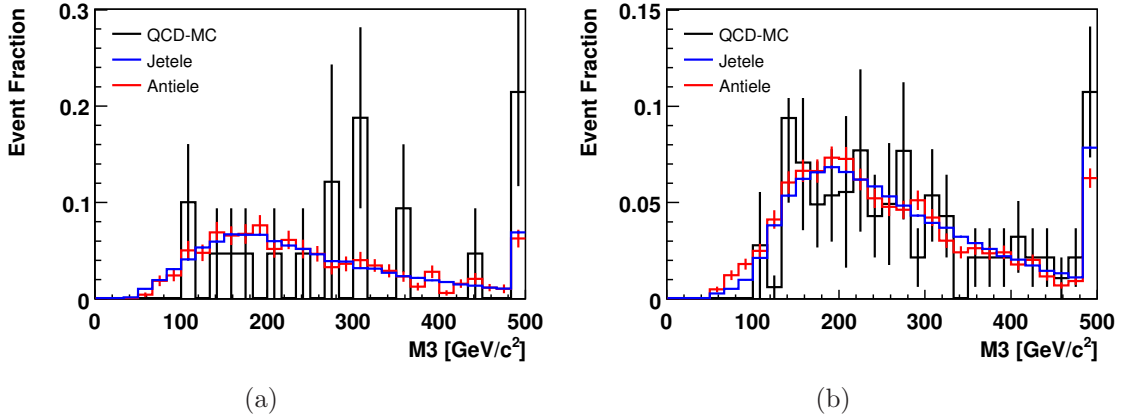 Event Fraction
0.3
0.2
0.1
0
QCD-MC
Jetele
Antiele
0 100 200 300 400 500
M3 [GeV/c²]
(a)
Event Fraction
0.15
0.1
0.05
0
QCD-MC
Jetele
Antiele
0 100 200 300 400 500
M3 [GeV/c²]
(b)